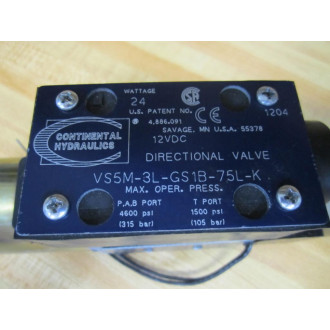 WATTAGE
24
U.S. PATENT NO.
4,886,091
CE
1204
SAVAGE, MN U.S.A. 55378
12VDC
CONTINENTAL
HYDRAULICS
DIRECTIONAL VALVE
VS5M-3L-GS1B-75L-K
MAX. OPER. PRESS.
P,A,B PORT
4600 psi
(315 bar)
T PORT
1500 psi
(105 bar)